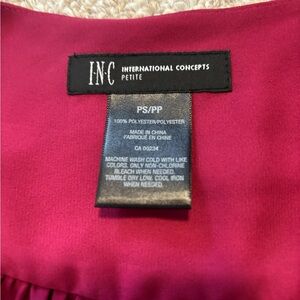 I·N·C INTERNATIONAL CONCEPTS
PETITE
PS/PP
100% POLYESTER/POLYESTER
MADE IN CHINA
FABRIQUÉ EN CHINE
CA 00234
MACHINE WASH COLD WITH LIKE
COLORS, ONLY NON-CHLORINE
BLEACH WHEN NEEDED.
TUMBLE DRY LOW. COOL IRON
WHEN NEEDED.